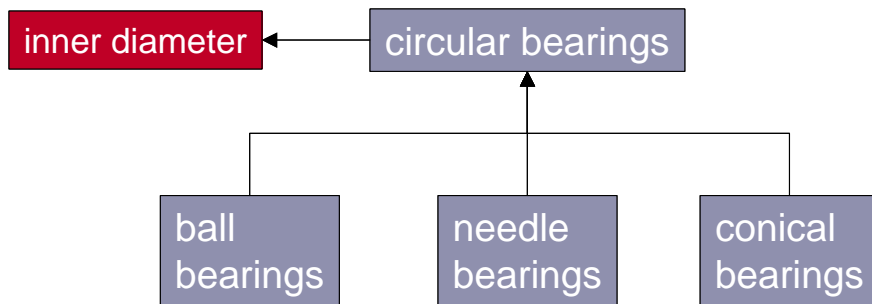 inner diameter
circular bearings
ball
bearings
needle
bearings
conical
bearings